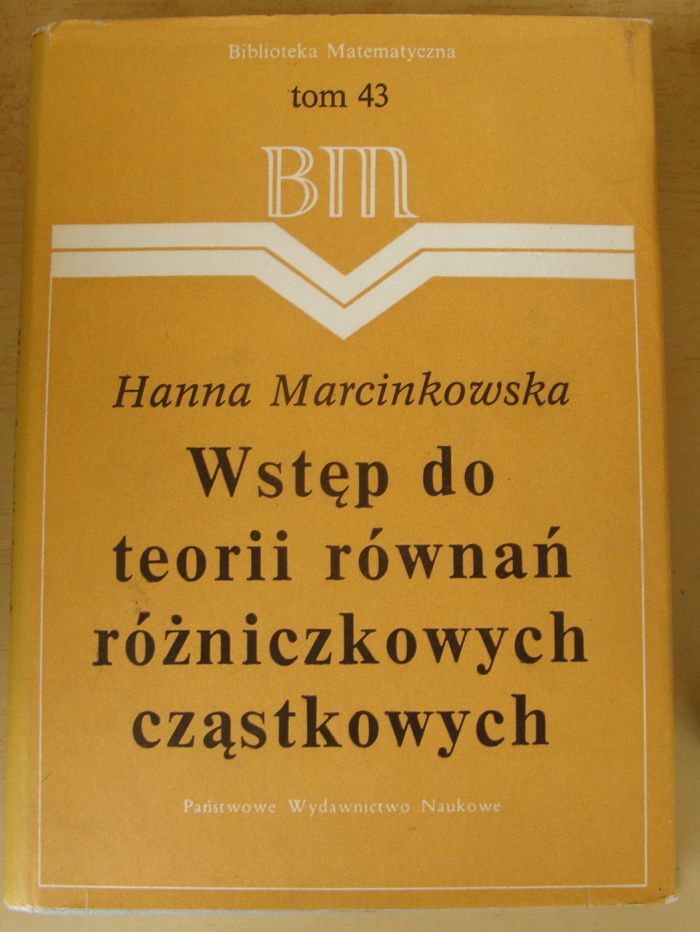 Biblioteka Matematyczna
tom 43
BM
Hanna Marcinkowska
Wstęp do
teorii równań
różniczkowych
cząstkowych
Państwowe Wydawnictwo Naukowe